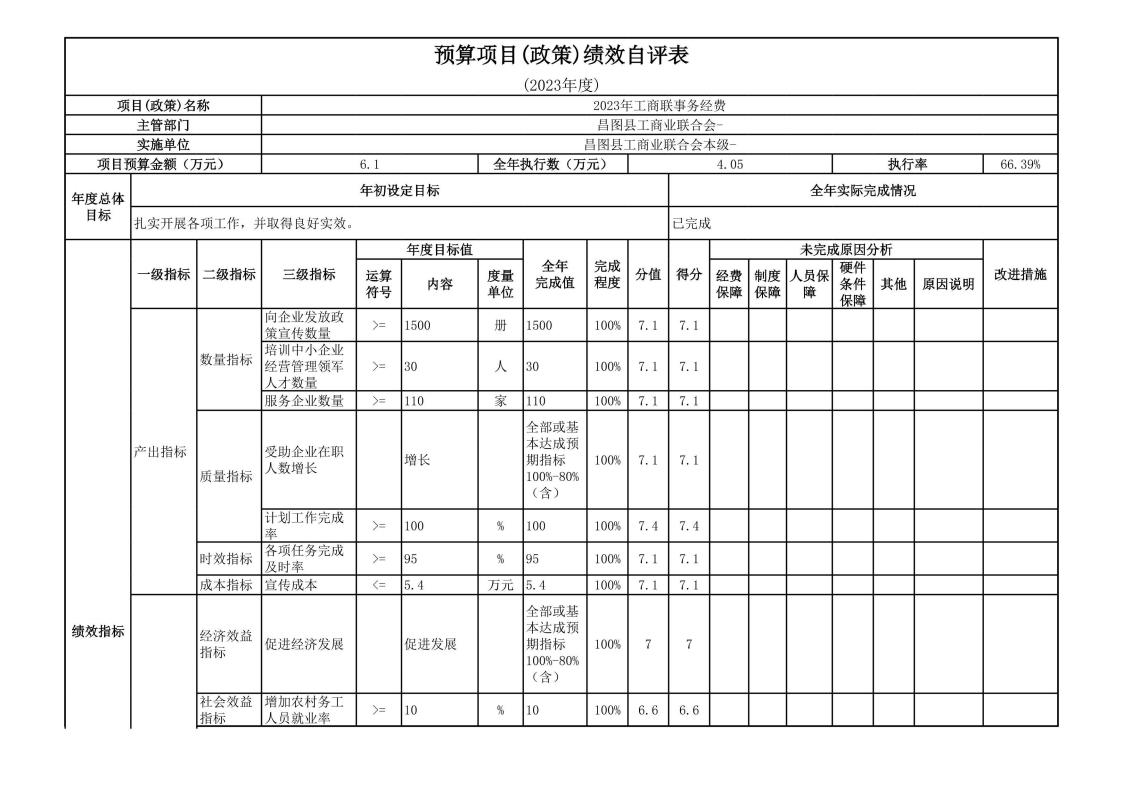 预算项目(政策)绩效自评表
(2023年度)
项目(政策)名称 2023年工商联事务经费
主管部门 昌图县工商业联合会-
实施单位 昌图县工商业联合会本级-
项目预算金额（万元） 6.1 全年执行数（万元） 4.05 执行率 66.39%
年度总体
目标
年初设定目标 全年实际完成情况
扎实开展各项工作，并取得良好实效。 已完成
绩效指标
一级指标 二级指标 三级指标
年度目标值
运算
符号
内容
度量
单位
全年
完成值
完成
程度
分值 得分
未完成原因分析
经费
保障
制度
保障
人员保
障
硬件
条件
保障
其他 原因说明
改进措施
产出指标
数量指标
向企业发放政
策宣传数量
>= 1500 册 1500 100% 7.1 7.1
培训中小企业
经营管理领军
人才数量
>= 30 人 30 100% 7.1 7.1
服务企业数量 >= 110 家 110 100% 7.1 7.1
质量指标
受助企业在职
人数增长
增长
全部或基
本达成预
期指标
100%-80%
（含）
100% 7.1 7.1
计划工作完成
率
>= 100 % 100 100% 7.4 7.4
时效指标
各项任务完成
及时率
>= 95 % 95 100% 7.1 7.1
成本指标 宣传成本 <= 5.4 万元 5.4 100% 7.1 7.1
经济效益
指标
促进经济发展 促进发展
全部或基
本达成预
期指标
100%-80%
（含）
100% 7 7
社会效益
指标
增加农村务工
人员就业率
>= 10 % 10 100% 6.6 6.6